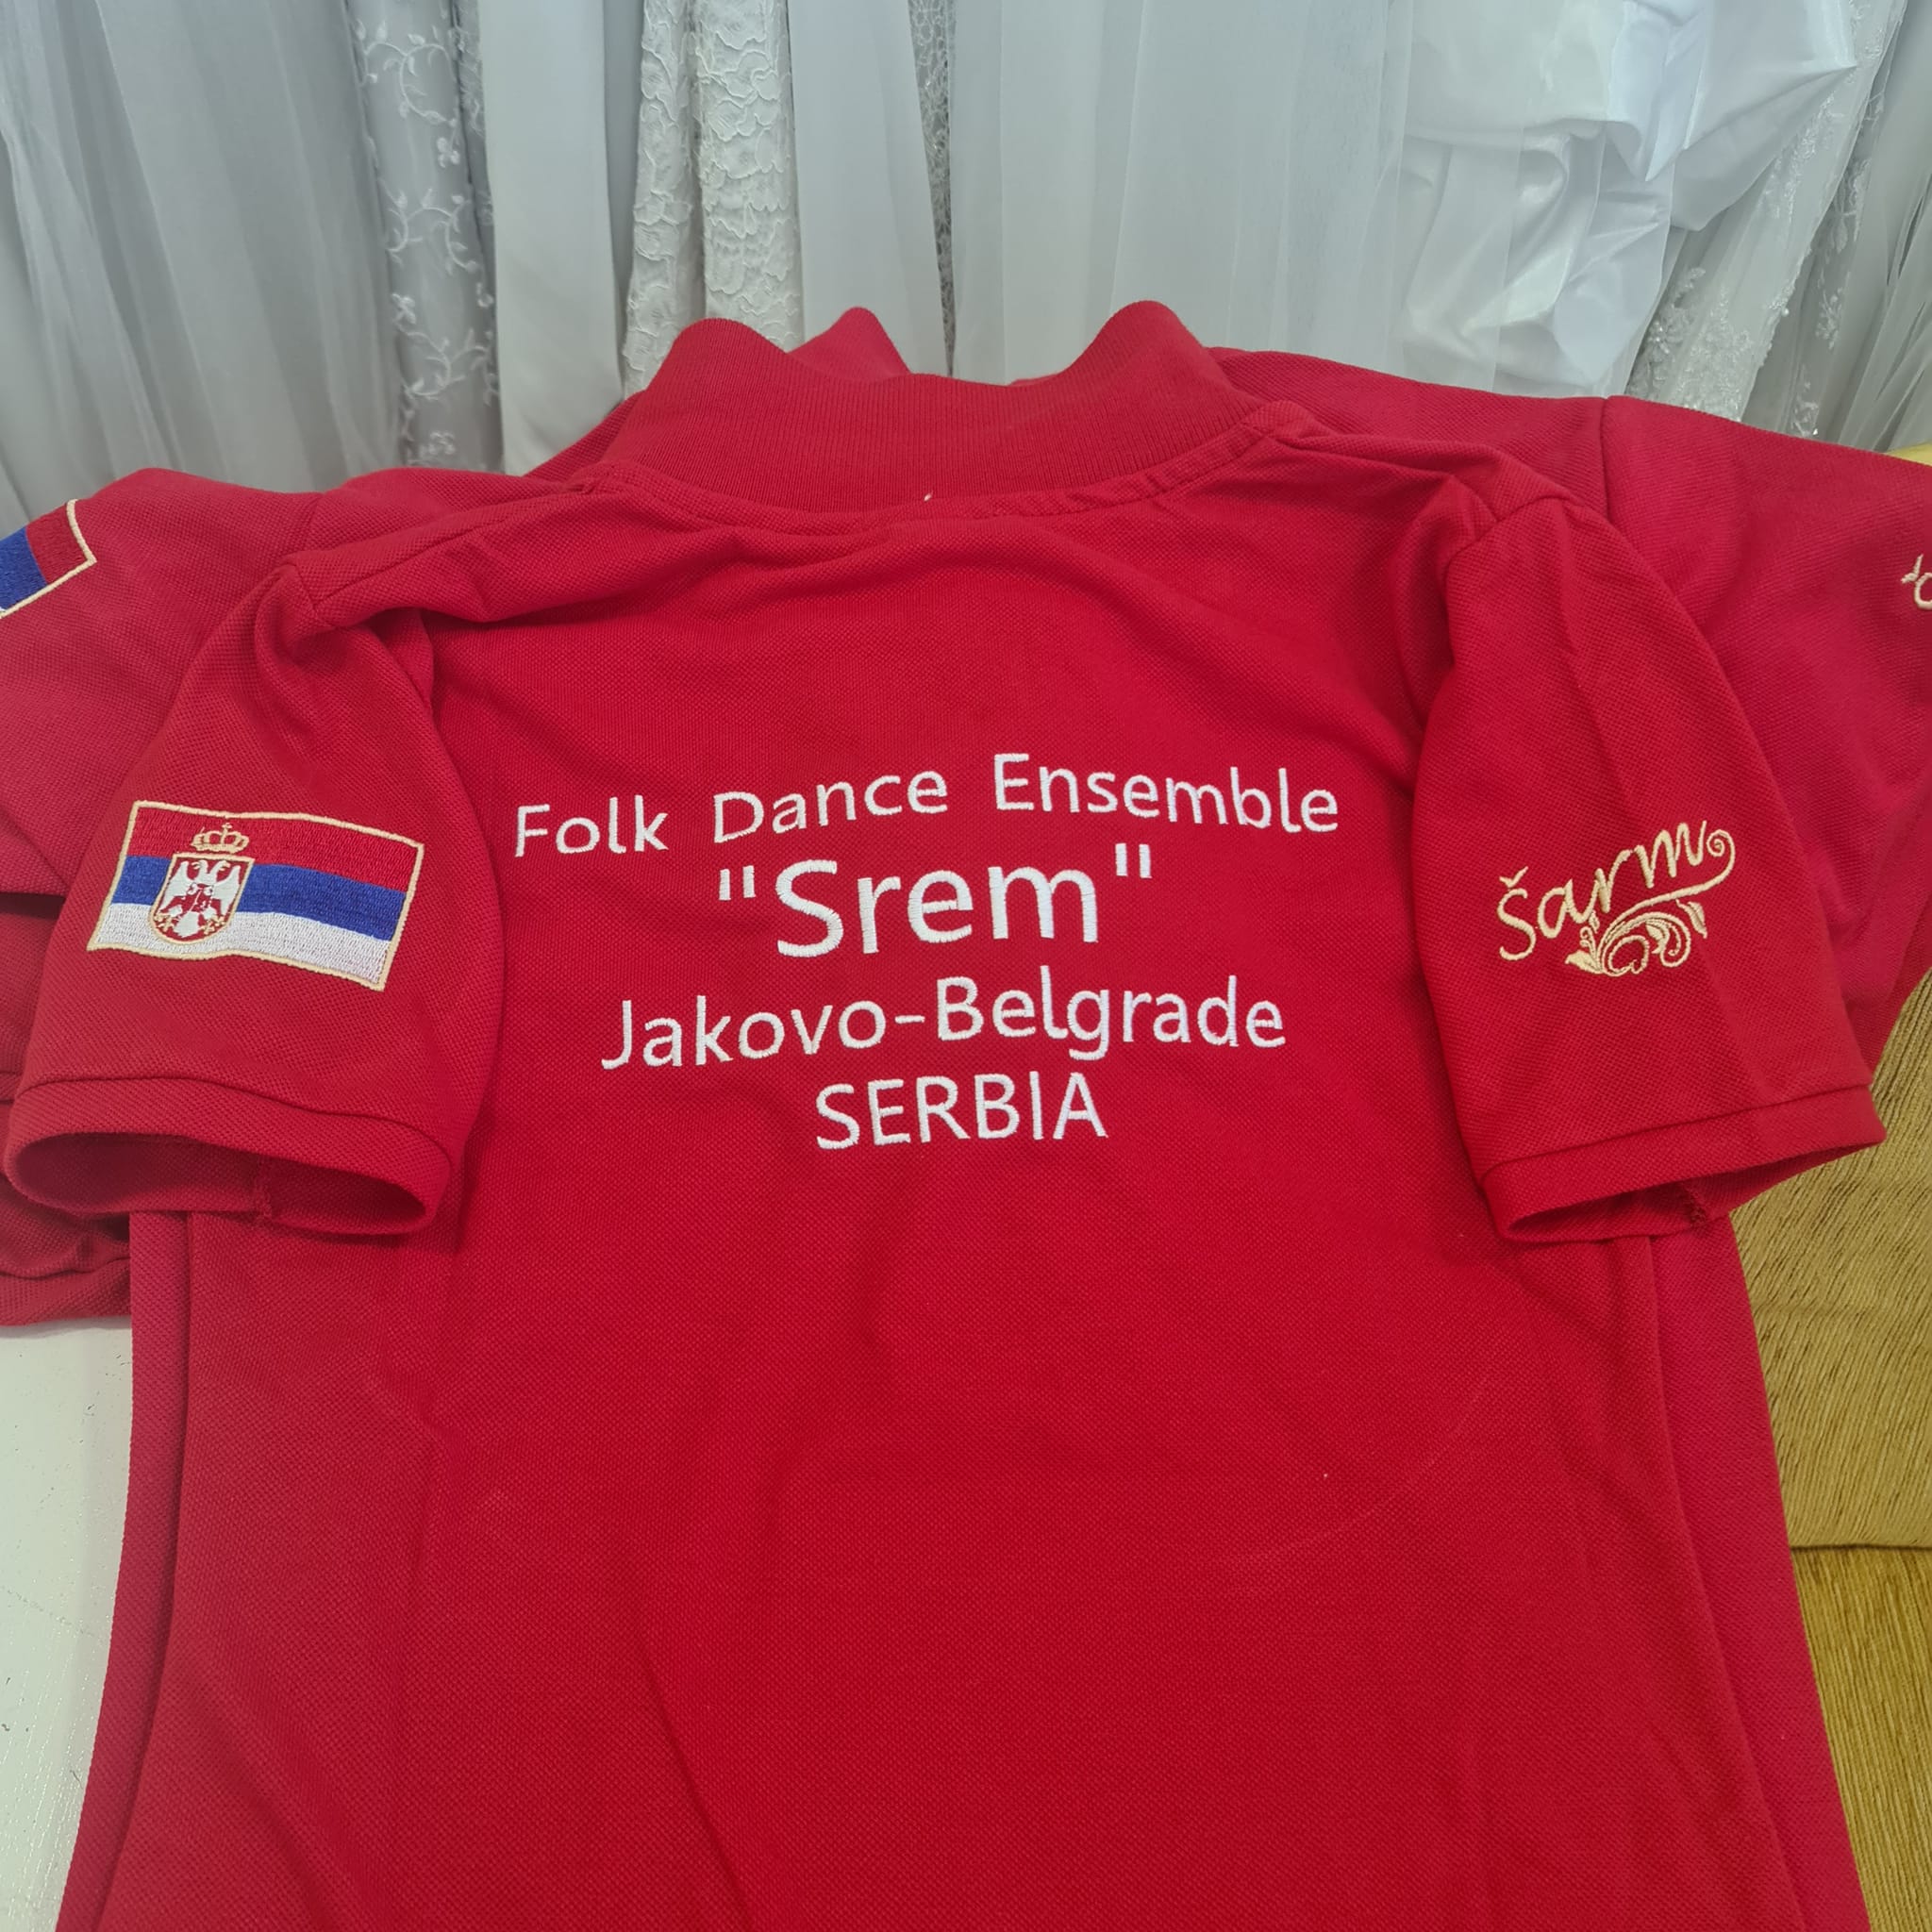 Folk Dance Ensemble
"Srem"
Jakovo-Belgrade
SERBIA
Šarm